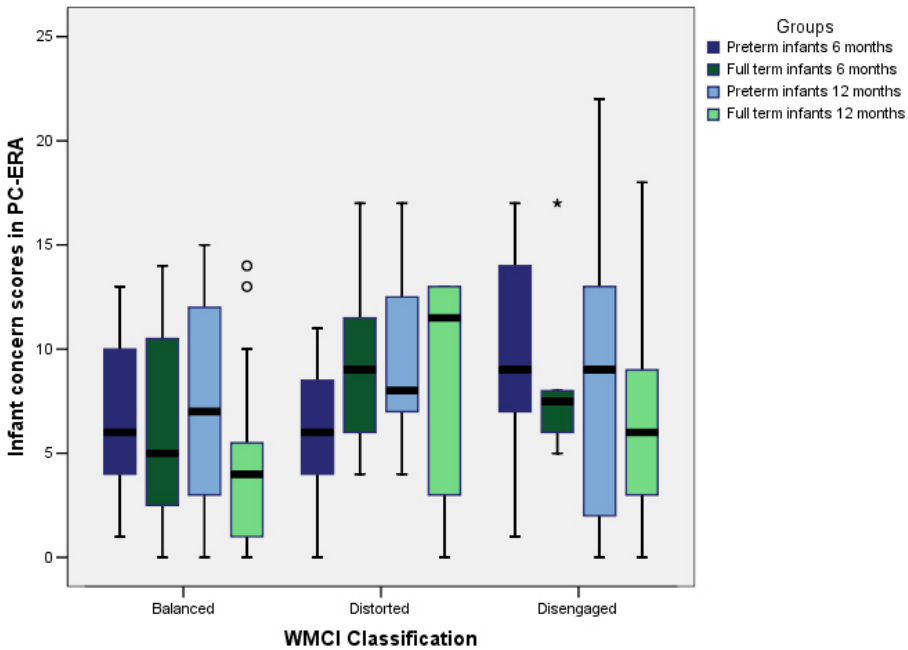 Groups
Preterm infants 6 months
Full term infants 6 months
Preterm infants 12 months
Full term infants 12 months
Infant concern scores in PC-ERA
25
20
15
10
5
0
*
Balanced
Distorted
Disengaged
WMCI Classification